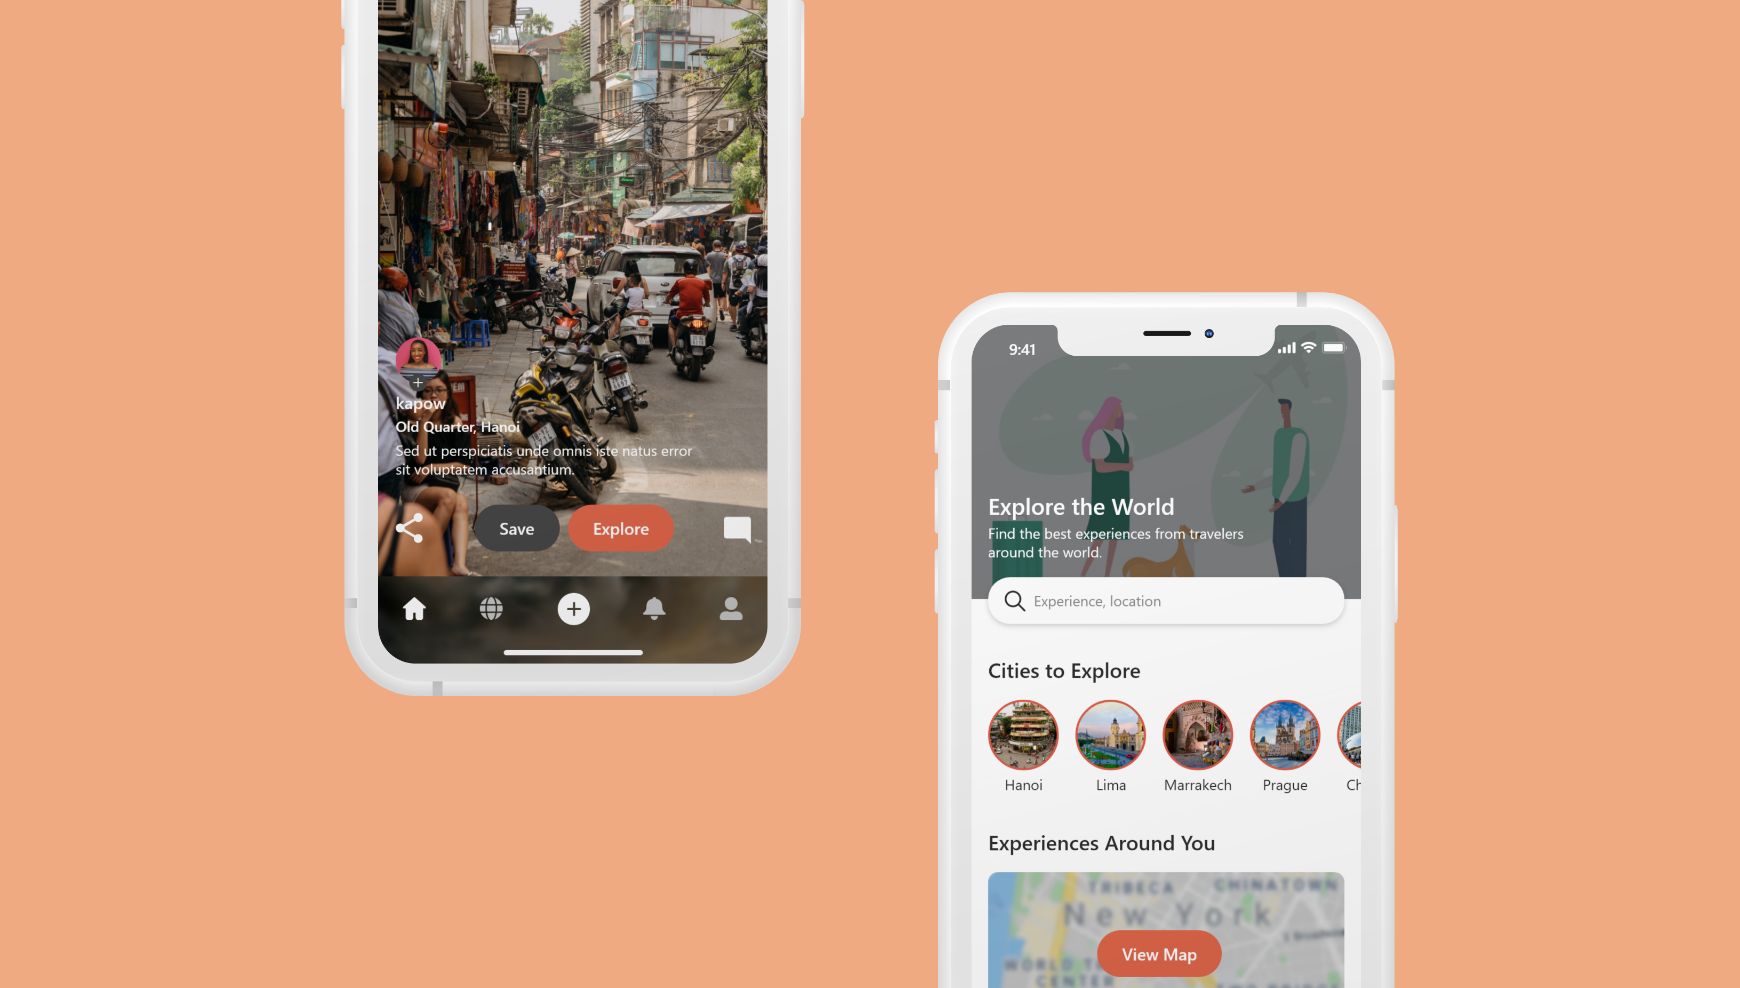 kapow
Old Quarter, Hanoi
Sed ut perspiciatis unde omnis iste natus error
sit voluptatem accusantium.
Save
Explore
9:41
Explore the World
Find the best experiences from travelers
around the world.
Experience, location
Cities to Explore
Hanoi
Lima
Marrakech
Prague
Ch
Experiences Around You
TRIBECA
CHINATOWN
New York
WORLD
CENTER
View Map